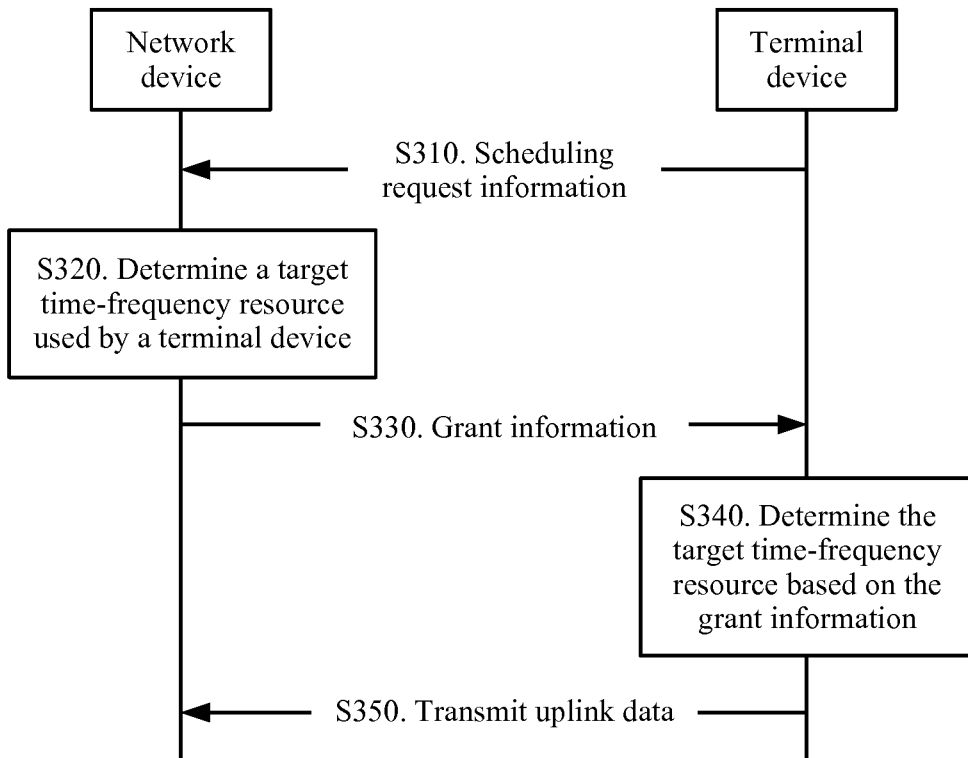 Network
device
Terminal
device
S310. Scheduling
request information
S320. Determine a target
time-frequency resource
used by a terminal device
S330. Grant information
S340. Determine the
target time-frequency
resource based on the
grant information
S350. Transmit uplink data